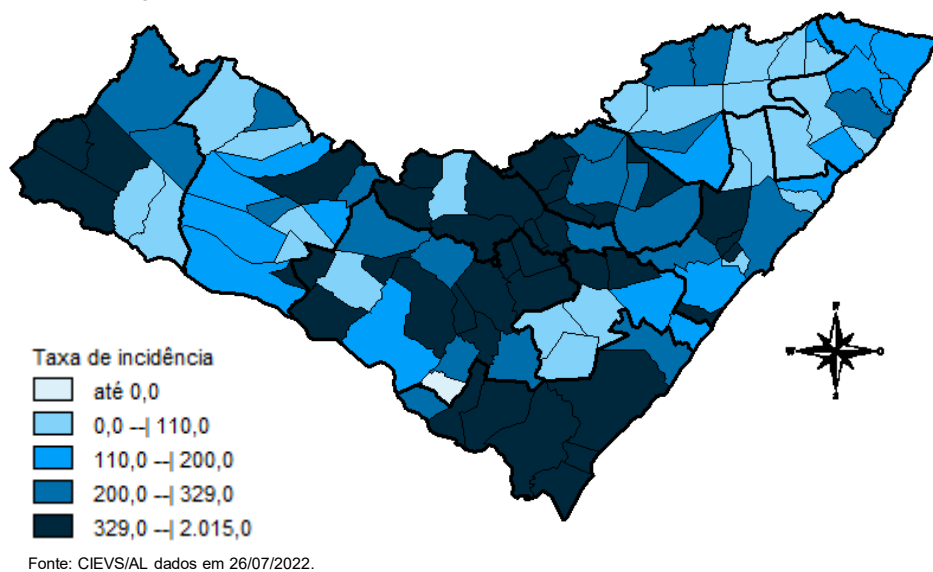 N
W
O
S
Taxa de incidência
até 0,0
0,0 --| 110,0
110,0 --| 200,0
200,0 --| 329,0
329,0 --| 2.015,0
Fonte: CIEVS/AL dados em 26/07/2022.